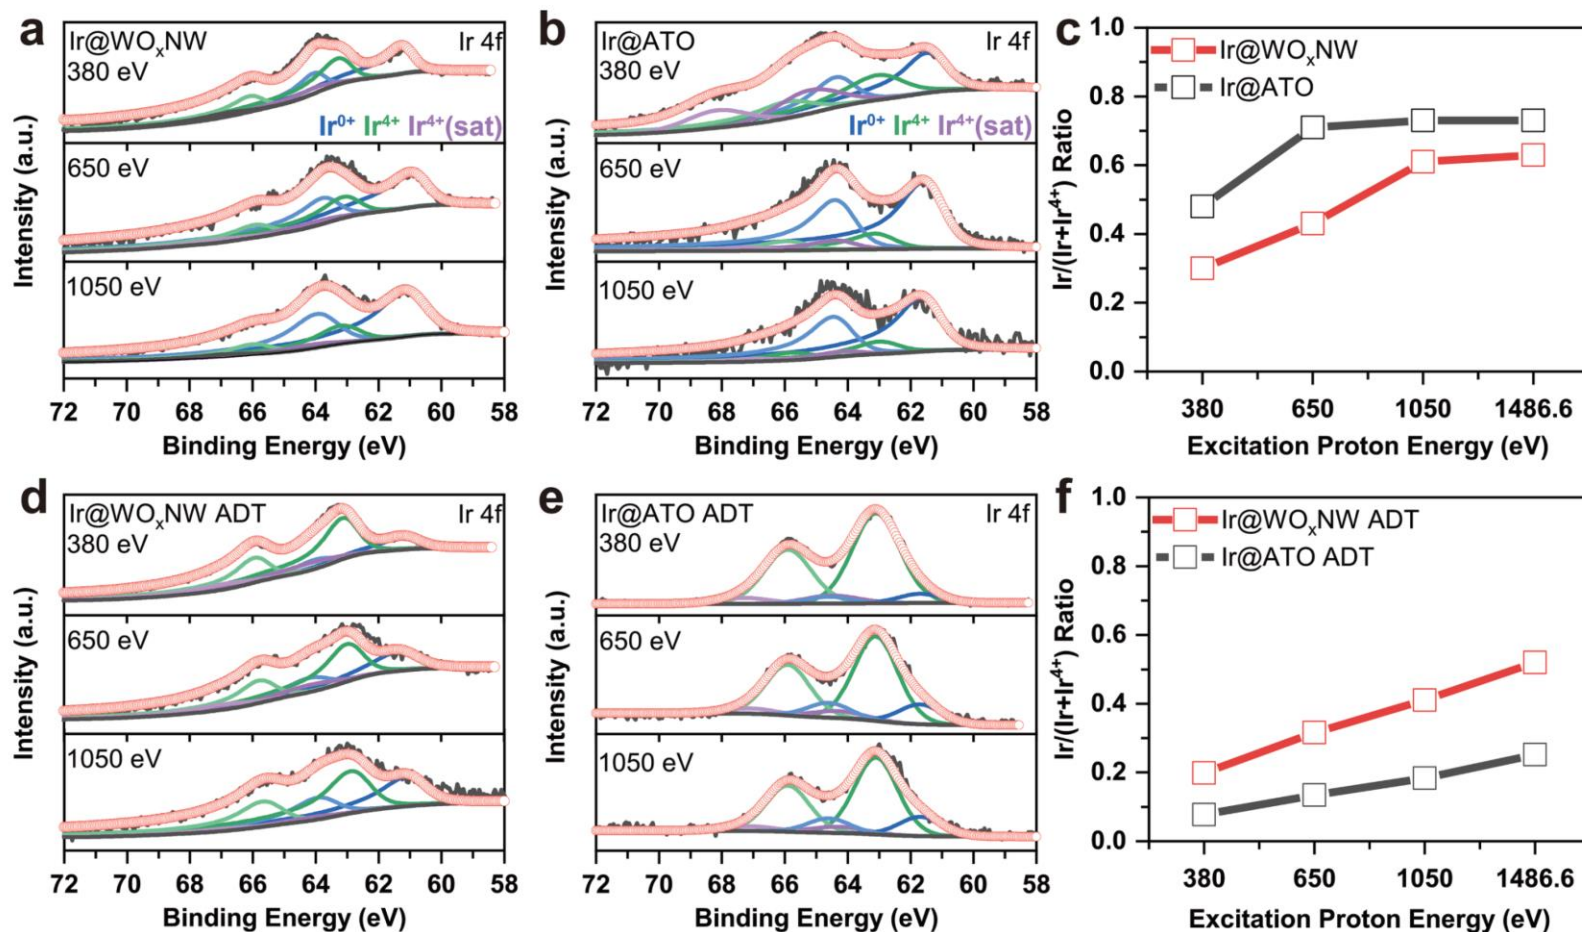 a
Ir@WOₓNW
380 eV
Ir 4f
Ir⁰⁺ Ir⁴⁺ Ir⁴⁺(sat)
650 eV
1050 eV
Intensity (a.u.)
72 70 68 66 64 62 60 58
Binding Energy (eV)
b
Ir@ATO
380 eV
Ir 4f
Ir⁰⁺ Ir⁴⁺ Ir⁴⁺(sat)
650 eV
1050 eV
Intensity (a.u.)
72 70 68 66 64 62 60 58
Binding Energy (eV)
c
Ir@WOₓNW
Ir@ATO
Ir/(Ir+Ir⁴⁺) Ratio
1.0
0.8
0.6
0.4
0.2
0.0
380 650 1050 1486.6
Excitation Proton Energy (eV)
d
Ir@WOₓNW ADT
380 eV
Ir 4f
650 eV
1050 eV
Intensity (a.u.)
72 70 68 66 64 62 60 58
Binding Energy (eV)
e
Ir@ATO ADT
380 eV
Ir 4f
650 eV
1050 eV
Intensity (a.u.)
72 70 68 66 64 62 60 58
Binding Energy (eV)
f
Ir@WOₓNW ADT
Ir@ATO ADT
Ir/(Ir+Ir⁴⁺) Ratio
1.0
0.8
0.6
0.4
0.2
0.0
380 650 1050 1486.6
Excitation Proton Energy (eV)